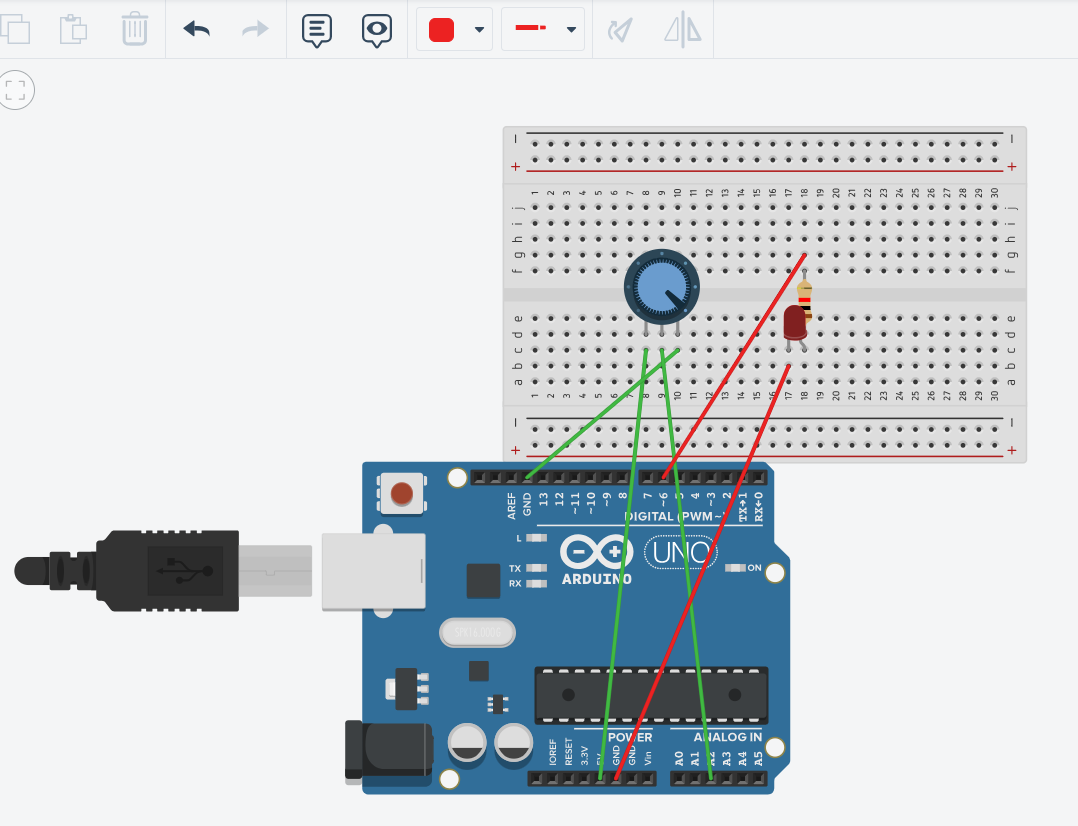 − −
+ +
1 2 3 4 5 6 7 8 9 10 11 12 13 14 15 16 17 18 19 20 21 22 23 24 25 26 27 28 29 30
j j
i i
h h
g g
f f
e e
d d
c c
b b
a a
1 2 3 4 5 6 7 8 9 10 11 12 13 14 15 16 17 18 19 20 21 22 23 24 25 26 27 28 29 30
− −
+ +
AREF GND 13 12 ~11 ~10 ~9 8 7 ~6 ~5 4 ~3 2 TX→1 RX←0
DIGITAL (PWM~)
L
TX
RX
ARDUINO
UNO
ON
POWER
ANALOG IN
IOREF RESET 3.3V 5V GND GND Vin A0 A1 A2 A3 A4 A5